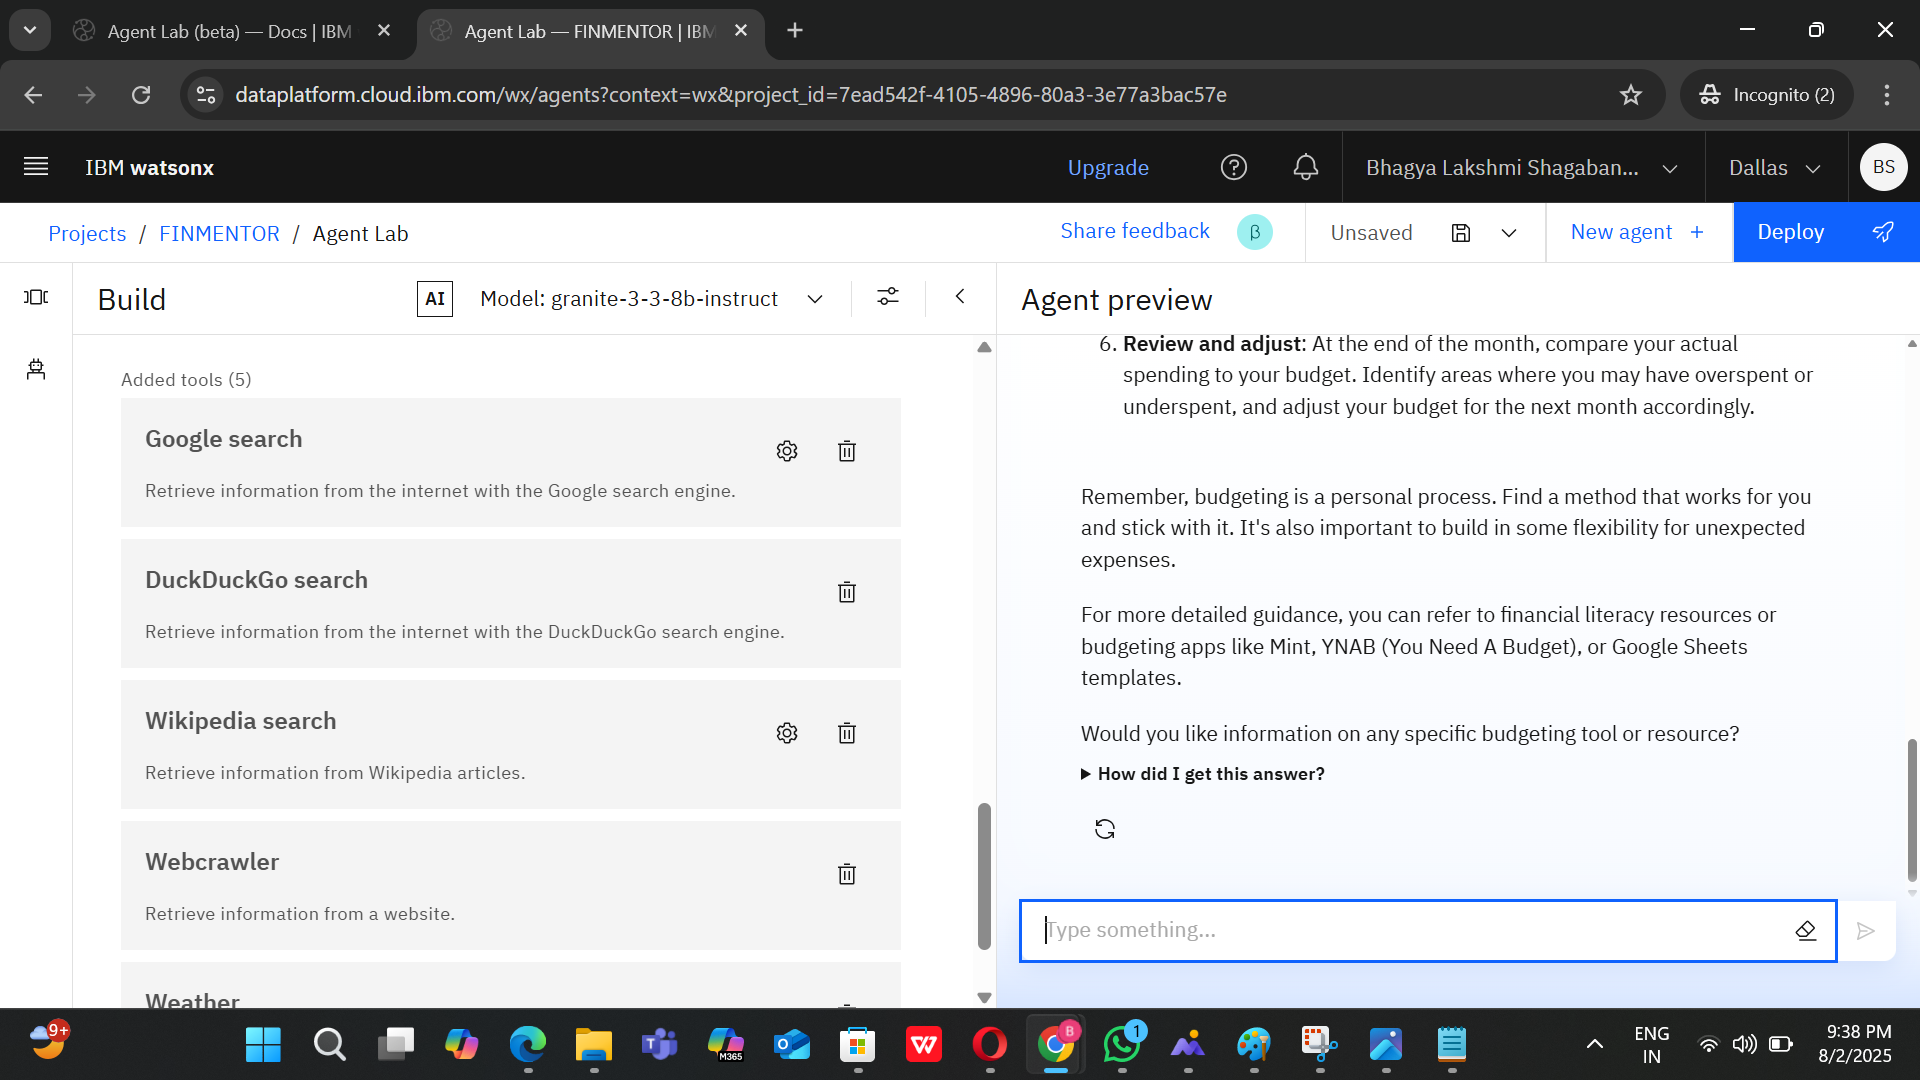 Agent Lab (beta) — Docs | IBM
Agent Lab — FINMENTOR | IBM
dataplatform.cloud.ibm.com/wx/agents?context=wx&project_id=7ead542f-4105-4896-80a3-3e77a3bac57e
Incognito (2)
IBM watsonx
Upgrade
Bhagya Lakshmi Shagaban...
Dallas
BS
Projects / FINMENTOR / Agent Lab
Share feedback
β
Unsaved
New agent +
Deploy
Build
AI
Model: granite-3-3-8b-instruct
Agent preview
Added tools (5)
Google search
Retrieve information from the internet with the Google search engine.
DuckDuckGo search
Retrieve information from the internet with the DuckDuckGo search engine.
Wikipedia search
Retrieve information from Wikipedia articles.
Webcrawler
Retrieve information from a website.
Weather
6. Review and adjust: At the end of the month, compare your actual
spending to your budget. Identify areas where you may have overspent or
underspent, and adjust your budget for the next month accordingly.
Remember, budgeting is a personal process. Find a method that works for you
and stick with it. It's also important to build in some flexibility for unexpected
expenses.
For more detailed guidance, you can refer to financial literacy resources or
budgeting apps like Mint, YNAB (You Need A Budget), or Google Sheets
templates.
Would you like information on any specific budgeting tool or resource?
How did I get this answer?
Type something...
9+
M365
B
1
ENG
IN
9:38 PM
8/2/2025